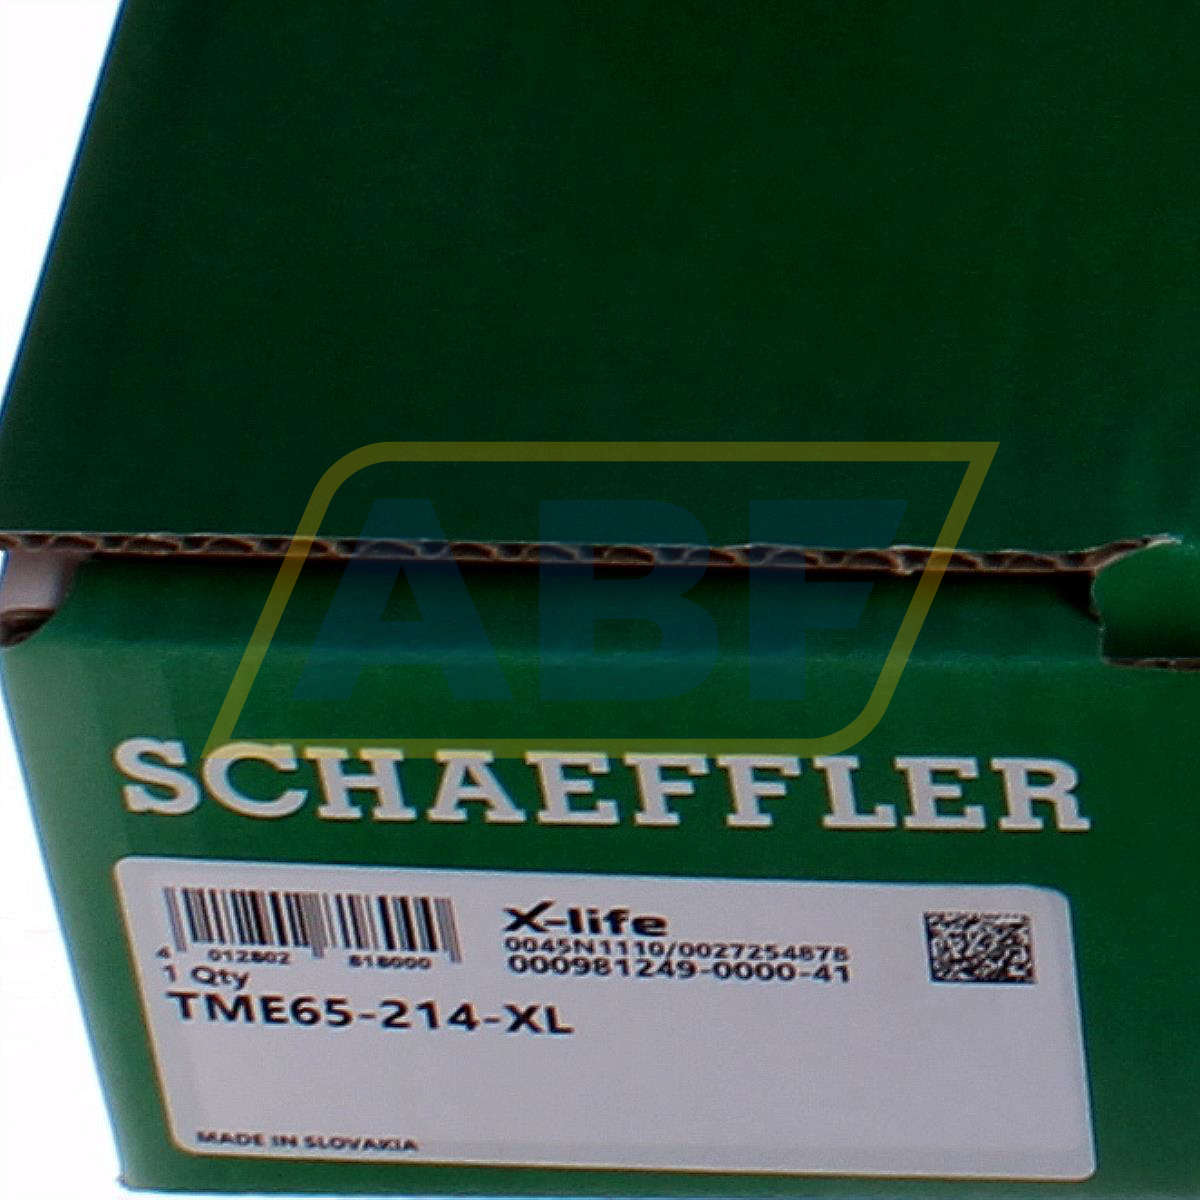 ABF
SCHAEFFLER
4 012802 818000
X-life
0045N1110/0027254878
000981249-0000-41
1 Qty
TME65-214-XL
MADE IN SLOVAKIA